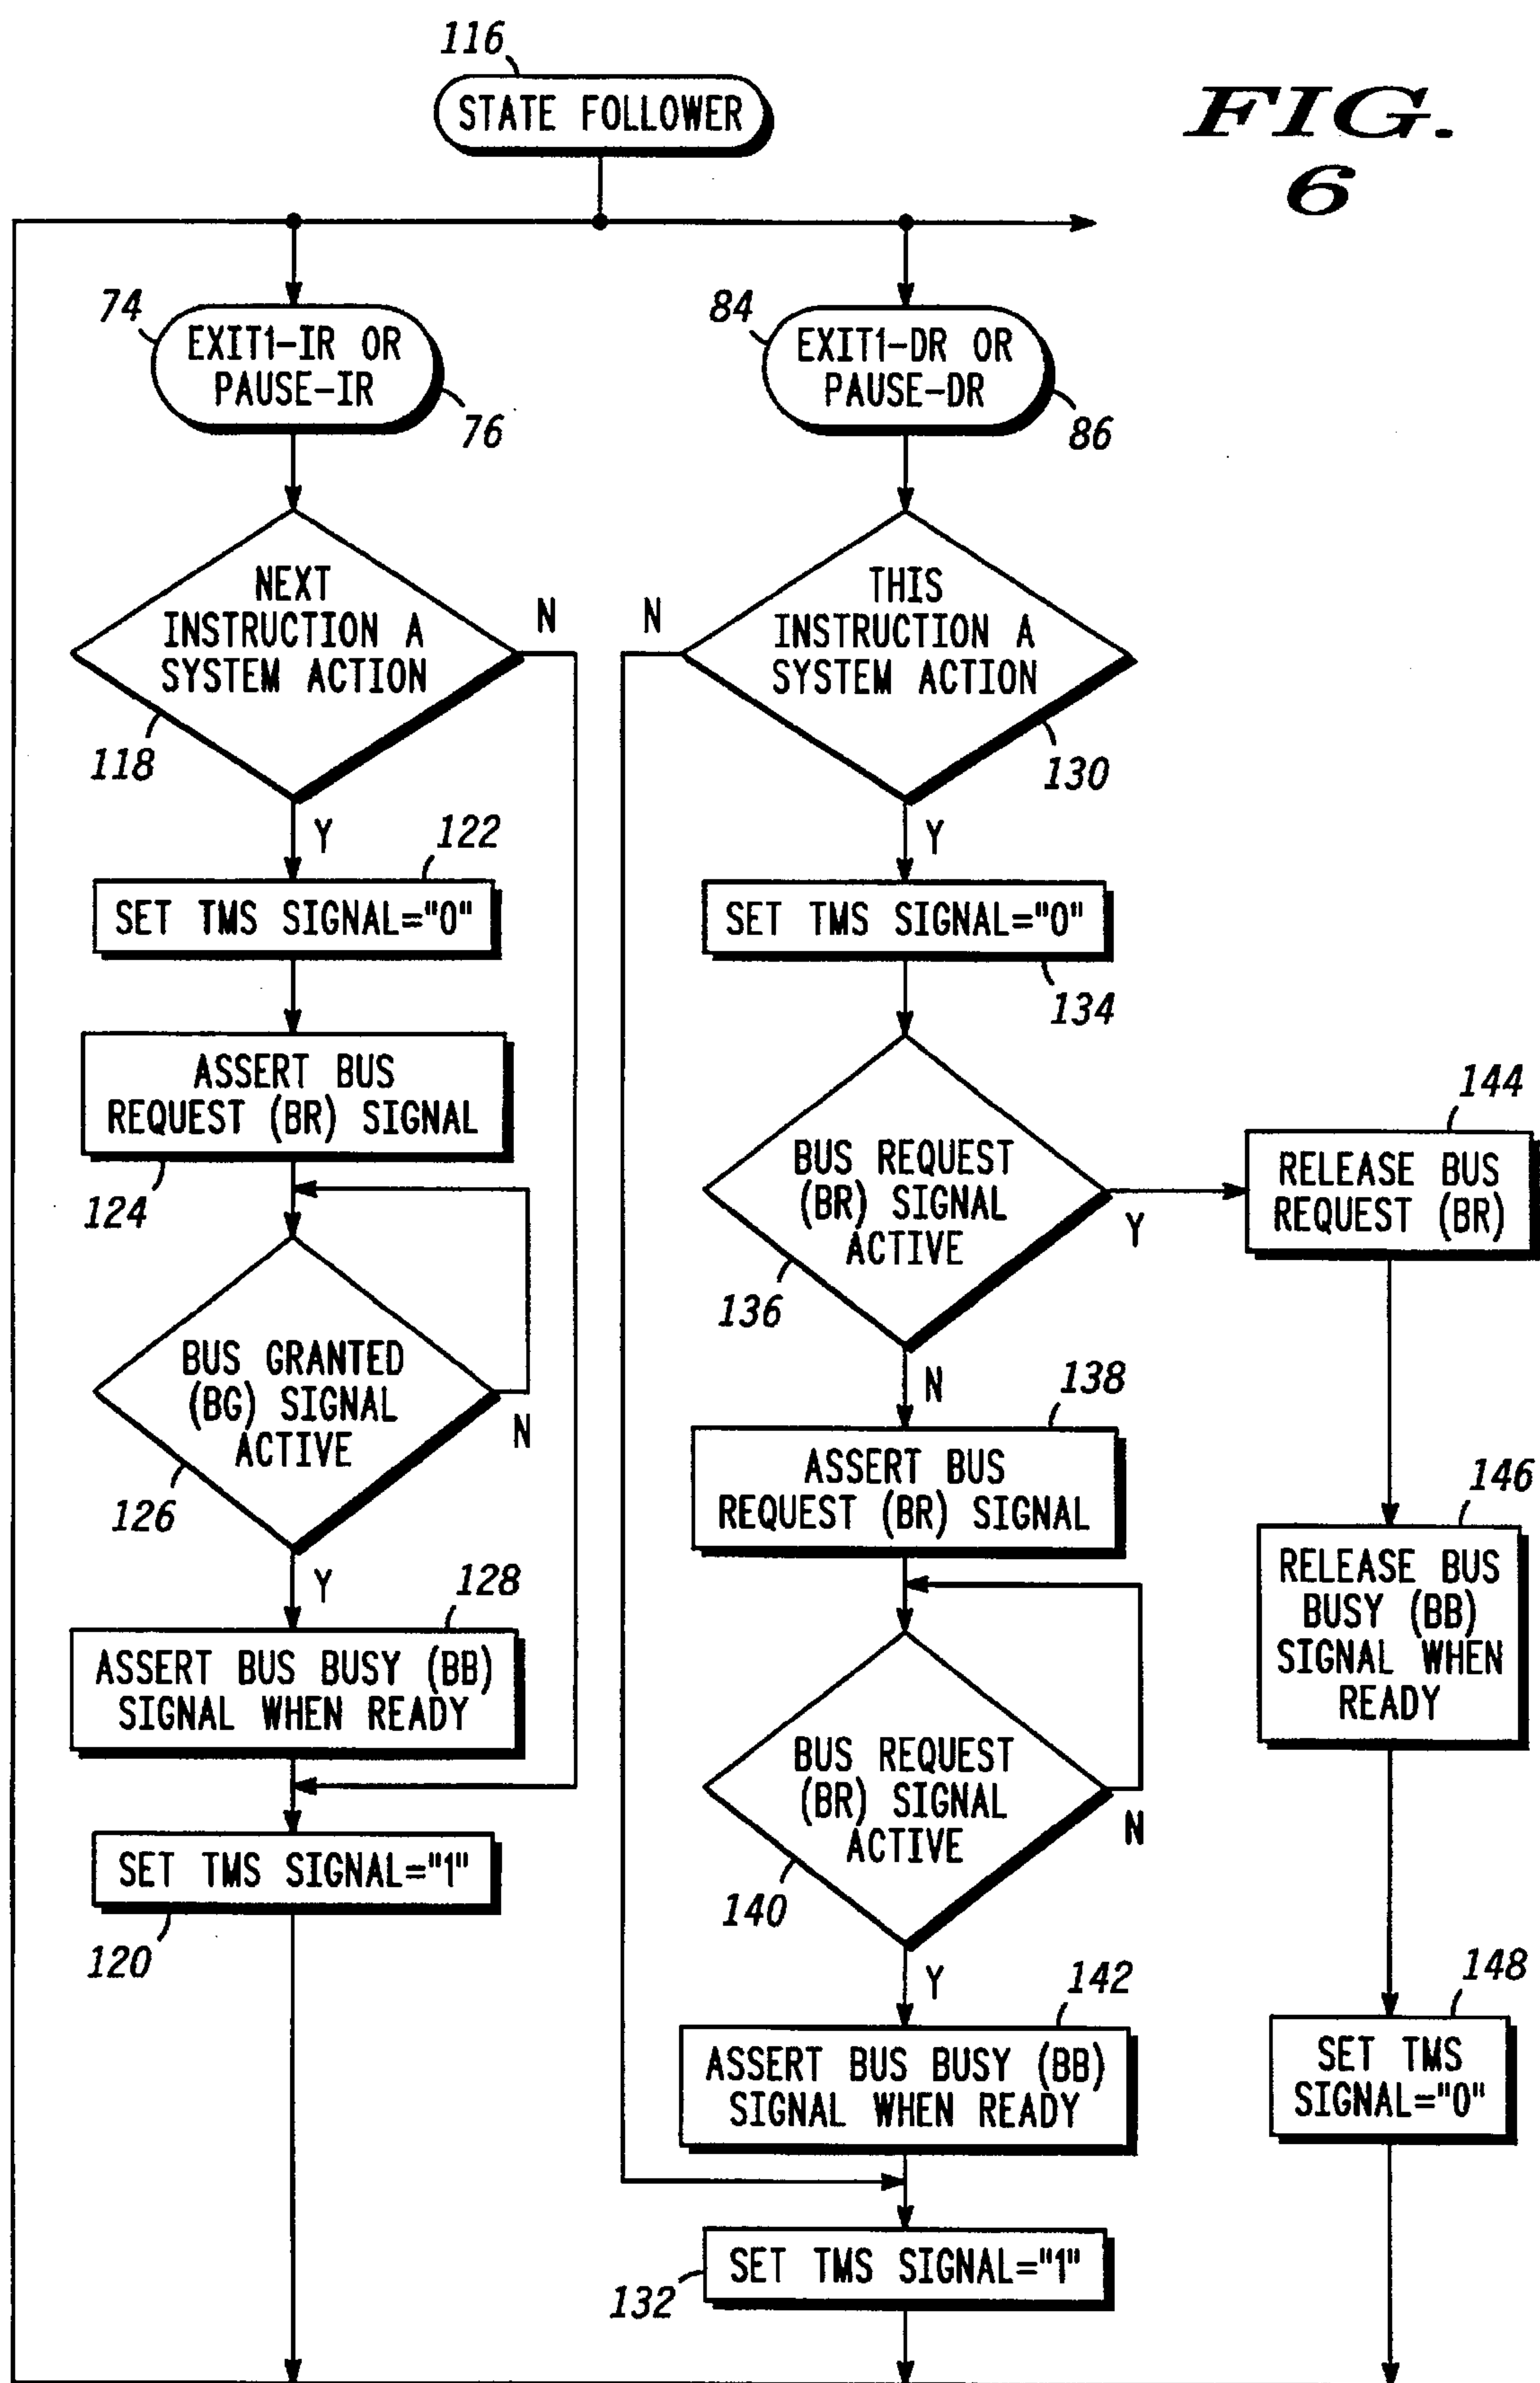 116
STATE FOLLOWER
FIG.
6
74
EXIT1-IR OR
PAUSE-IR
76
84
EXIT1-DR OR
PAUSE-DR
86
NEXT
INSTRUCTION A
SYSTEM ACTION
N
118
Y
N
THIS
INSTRUCTION A
SYSTEM ACTION
130
Y
122
SET TMS SIGNAL="0"
SET TMS SIGNAL="0"
134
ASSERT BUS
REQUEST (BR) SIGNAL
124
BUS REQUEST
(BR) SIGNAL
ACTIVE
136
Y
N
144
RELEASE BUS
REQUEST (BR)
BUS GRANTED
(BG) SIGNAL
ACTIVE
N
126
Y
138
ASSERT BUS
REQUEST (BR) SIGNAL
146
RELEASE BUS
BUSY (BB)
SIGNAL WHEN
READY
128
ASSERT BUS BUSY (BB)
SIGNAL WHEN READY
BUS REQUEST
(BR) SIGNAL
ACTIVE
N
140
Y
SET TMS SIGNAL="1"
120
142
ASSERT BUS BUSY (BB)
SIGNAL WHEN READY
148
SET TMS
SIGNAL="0"
SET TMS SIGNAL="1"
132